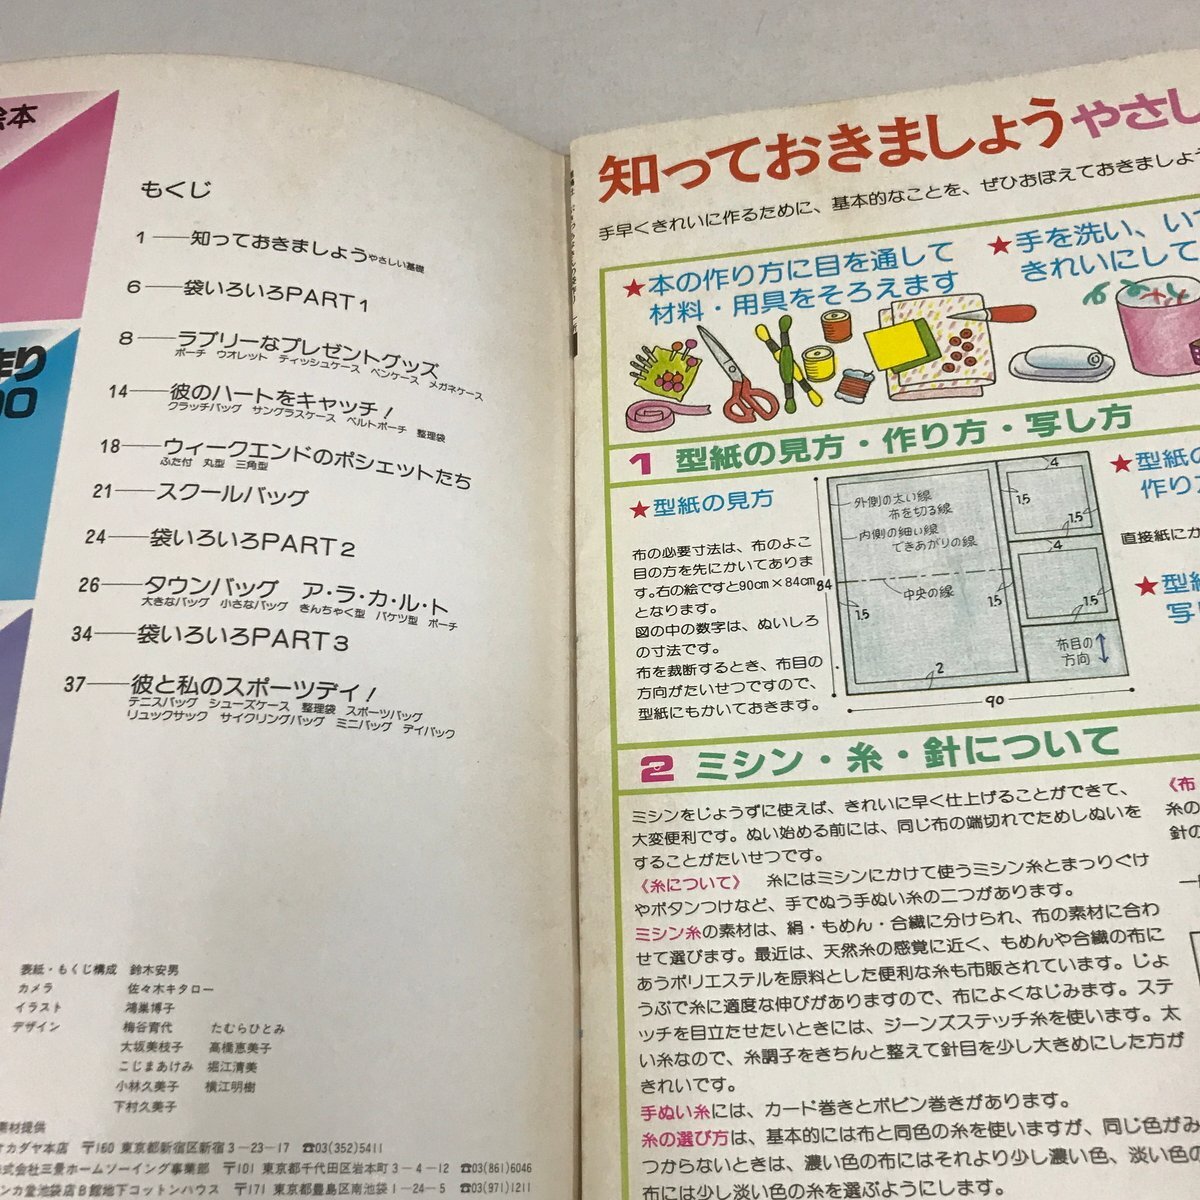 絵本
作り
00
もくじ
1 知っておきましょう やさしい基礎
6 袋いろいろPART1
8 ラブリーなプレゼントグッズ
ポーチ ウオレット ティッシュケース ペンケース メガネケース
14 彼のハートをキャッチ!
クラッチバッグ サングラスケース ベルトポーチ 整理袋
18 ウィークエンドのポシェットたち
ふた付 丸型 三角型
21 スクールバッグ
24 袋いろいろPART2
26 タウンバッグ ア・ラ・カ・ル・ト
大きなバッグ 小さなバッグ きんちゃく型 バケツ型 ポーチ
34 袋いろいろPART3
37 彼と私のスポーツデイ!
テニスバッグ シューズケース 整理袋 スポーツバッグ
リュックサック サイクリングバッグ ミニバッグ デイパック
表紙・もくじ構成 鈴木安男
カメラ 佐々木キタロー
イラスト 鴻巣博子
デザイン 梅谷育代 たむらひとみ
大坂美枝子 高橋恵美子
こじまあけみ 堀江清美
小林久美子 横江明樹
下村久美子
素材提供
オカダヤ本店 〒160 東京都新宿区新宿3-23-17 ☎03(352)5411
株式会社三景ホームソーイング事業部 〒101 東京都千代田区岩本町3-4-12 ☎03(861)6046
ンカ堂池袋店B館地下コットンハウス 〒171 東京都豊島区南池袋1-24-5 ☎03(971)1211
知っておきましょう やさし
手早くきれいに作るために、基本的なことを、ぜひおぼえておきましょう
★本の作り方に目を通して
材料・用具をそろえます
★手を洗い、い
きれいにして
1 型紙の見方・作り方・写し方
★型紙の見方
布の必要寸法は、布のよこ
目の方を先にかいてありま
す。右の絵ですと90cm×84cm
となります。
図の中の数字は、ぬいしろ
の寸法です。
布を裁断するとき、布目の
方向がたいせつですので、
型紙にもかいておきます。
外側の太い線
布を切る線
内側の細い線
できあがりの線
中央の線
84
1.5
1.5
2
4
1.5
1.5
4
1.5
布目の
方向
90
★型紙の
作り方
直接紙にか
★型紙
写し
2 ミシン・糸・針について
ミシンをじょうずに使えば、きれいに早く仕上げることができて、
大変便利です。ぬい始める前には、同じ布の端切れでためしぬいを
することがたいせつです。
《糸について》 糸にはミシンにかけて使うミシン糸とまつりぐけ
やボタンつけなど、手でぬう手ぬい糸の二つがあります。
ミシン糸の素材は、絹・もめん・合繊に分けられ、布の素材に合わ
せて選びます。最近は、天然糸の感覚に近く、もめんや合繊の布に
あうポリエステルを原料とした便利な糸も市販されています。じょ
うぶで糸に適度な伸びがありますので、布によくなじみます。ステ
ッチを目立たせたいときには、ジーンズステッチ糸を使います。太
い糸なので、糸調子をきちんと整えて針目を少し大きめにした方が
きれいです。
手ぬい糸には、カード巻きとボビン巻きがあります。
糸の選び方は、基本的には布と同色の糸を使いますが、同じ色がみ
つからないときは、濃い色の布にはそれより少し濃い色、淡い色の
布には少し淡い色の糸を選ぶようにします。
《布
糸の
針の